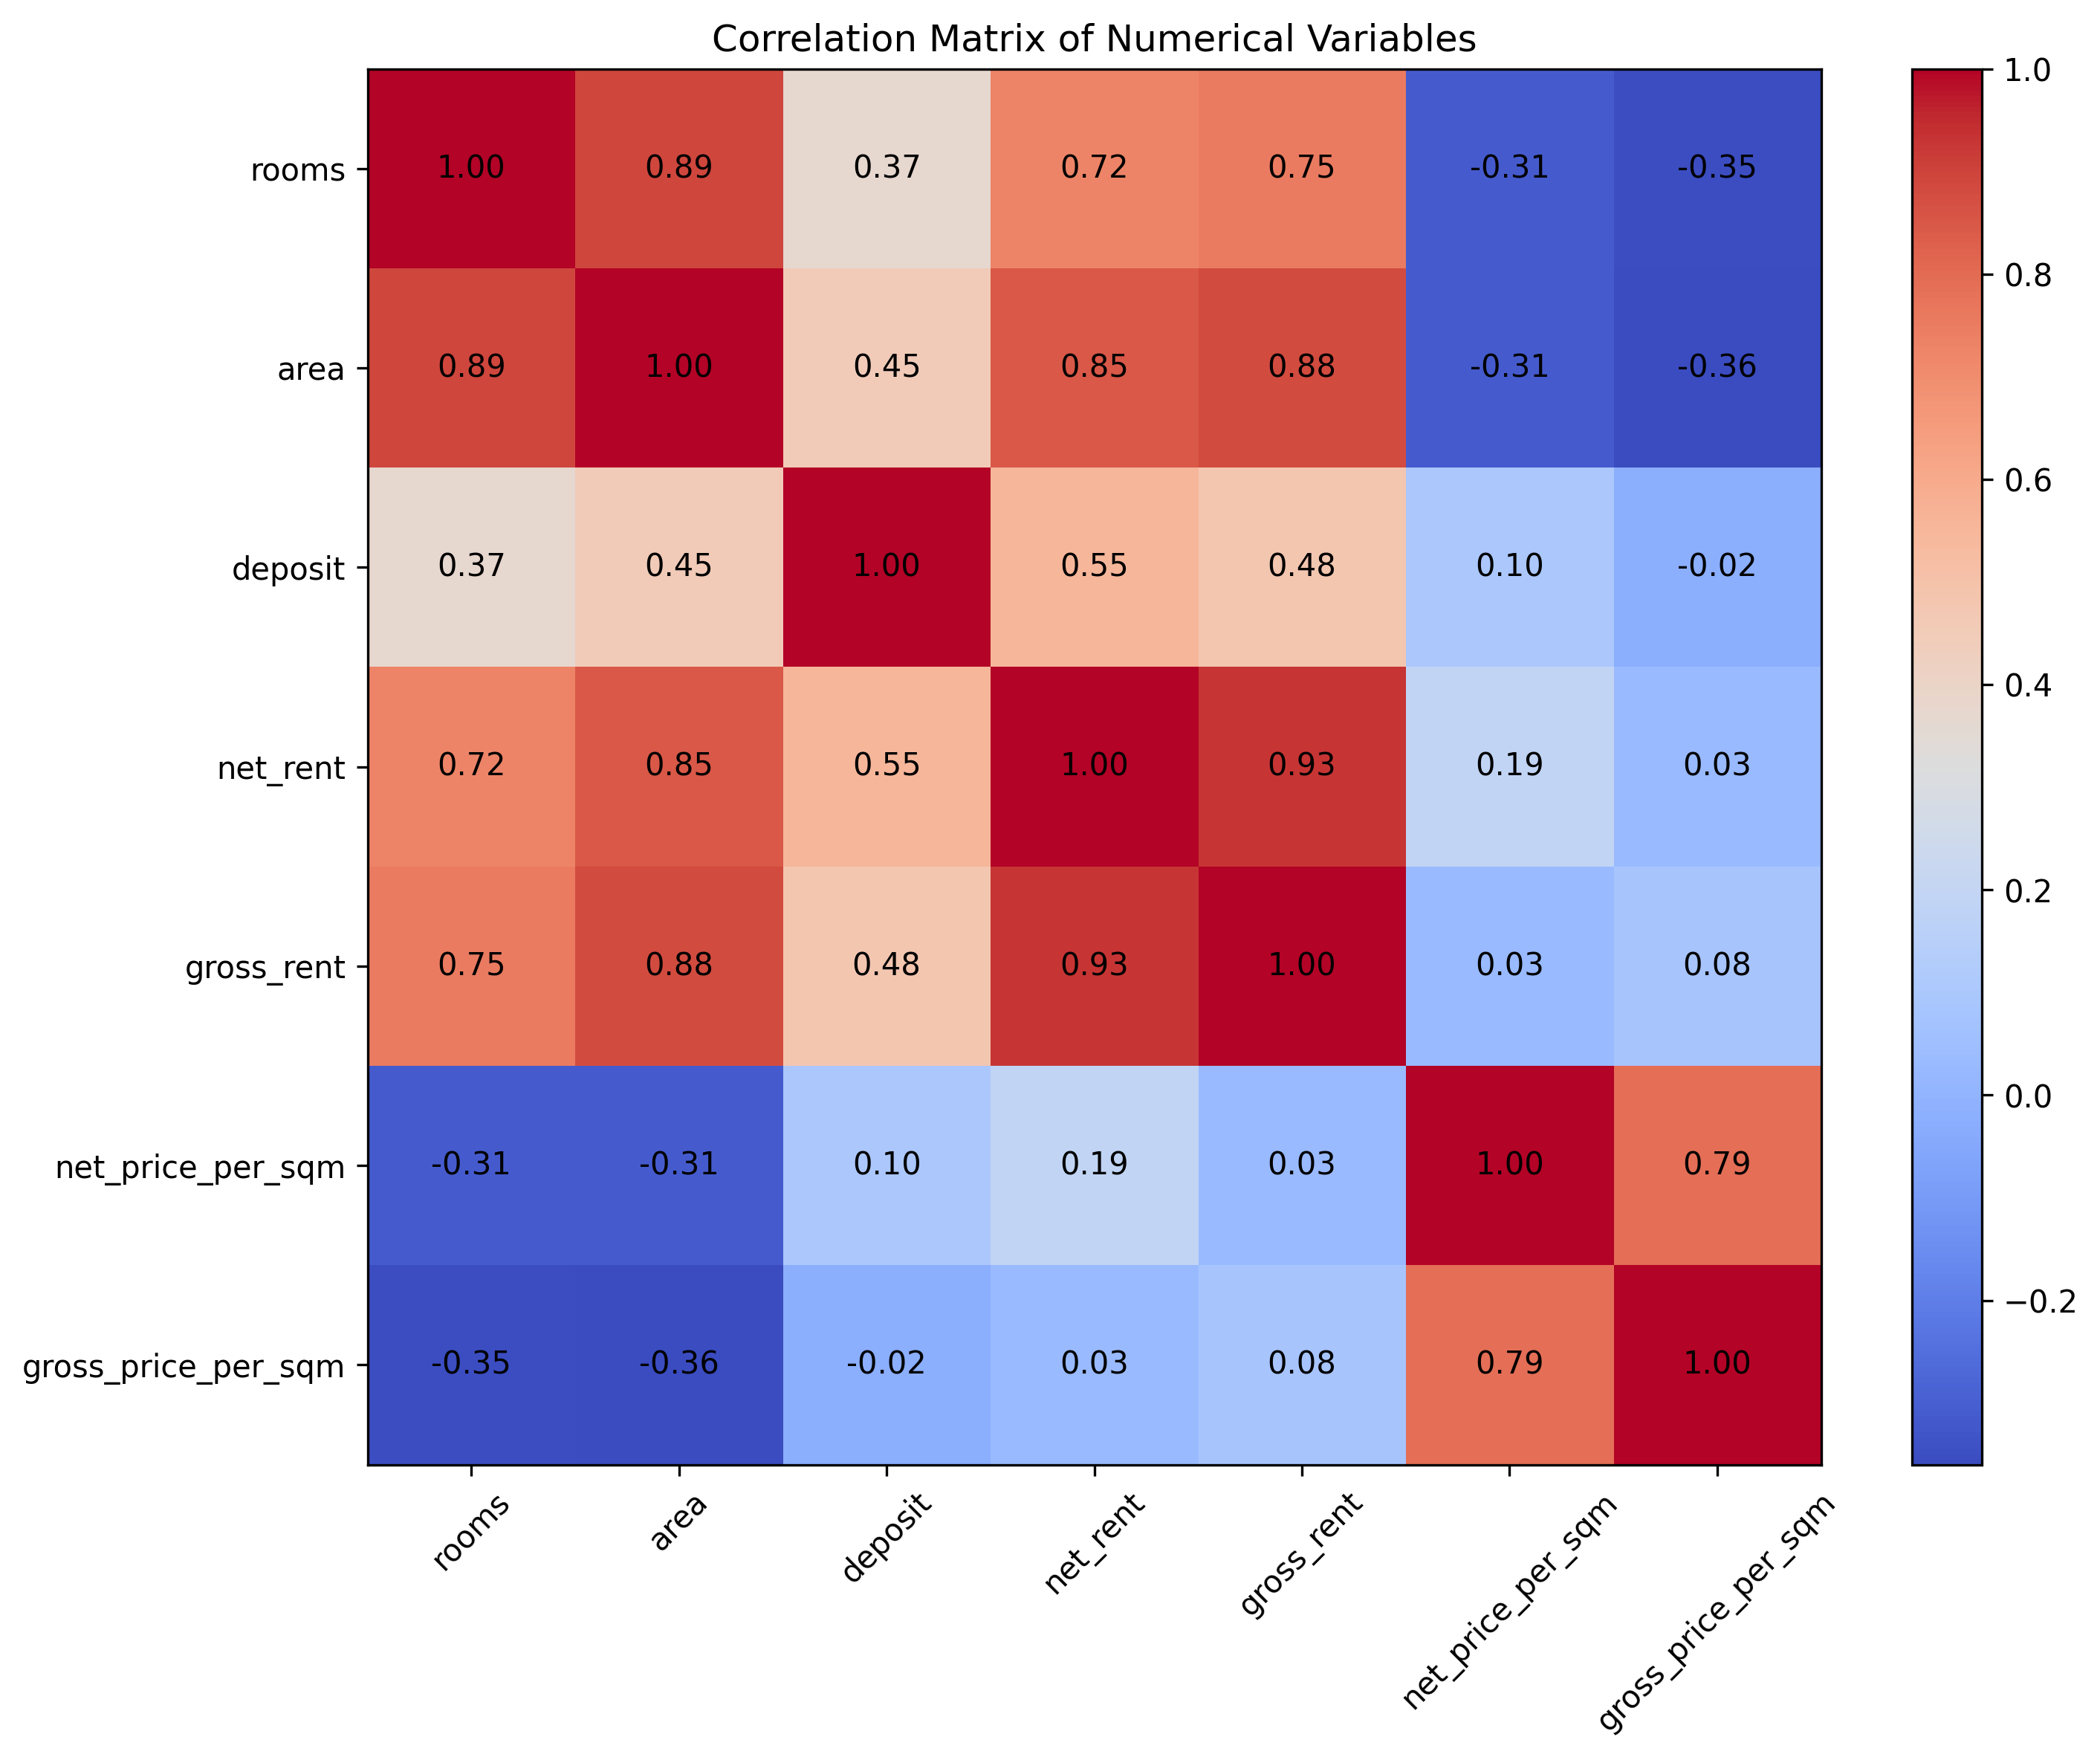 Correlation Matrix of Numerical Variables
rooms 1.00 0.89 0.37 0.72 0.75 -0.31 -0.35
area 0.89 1.00 0.45 0.85 0.88 -0.31 -0.36
deposit 0.37 0.45 1.00 0.55 0.48 0.10 -0.02
net_rent 0.72 0.85 0.55 1.00 0.93 0.19 0.03
gross_rent 0.75 0.88 0.48 0.93 1.00 0.03 0.08
net_price_per_sqm -0.31 -0.31 0.10 0.19 0.03 1.00 0.79
gross_price_per_sqm -0.35 -0.36 -0.02 0.03 0.08 0.79 1.00
rooms
area
deposit
net_rent
gross_rent
net_price_per_sqm
gross_price_per_sqm
1.0
0.8
0.6
0.4
0.2
0.0
−0.2